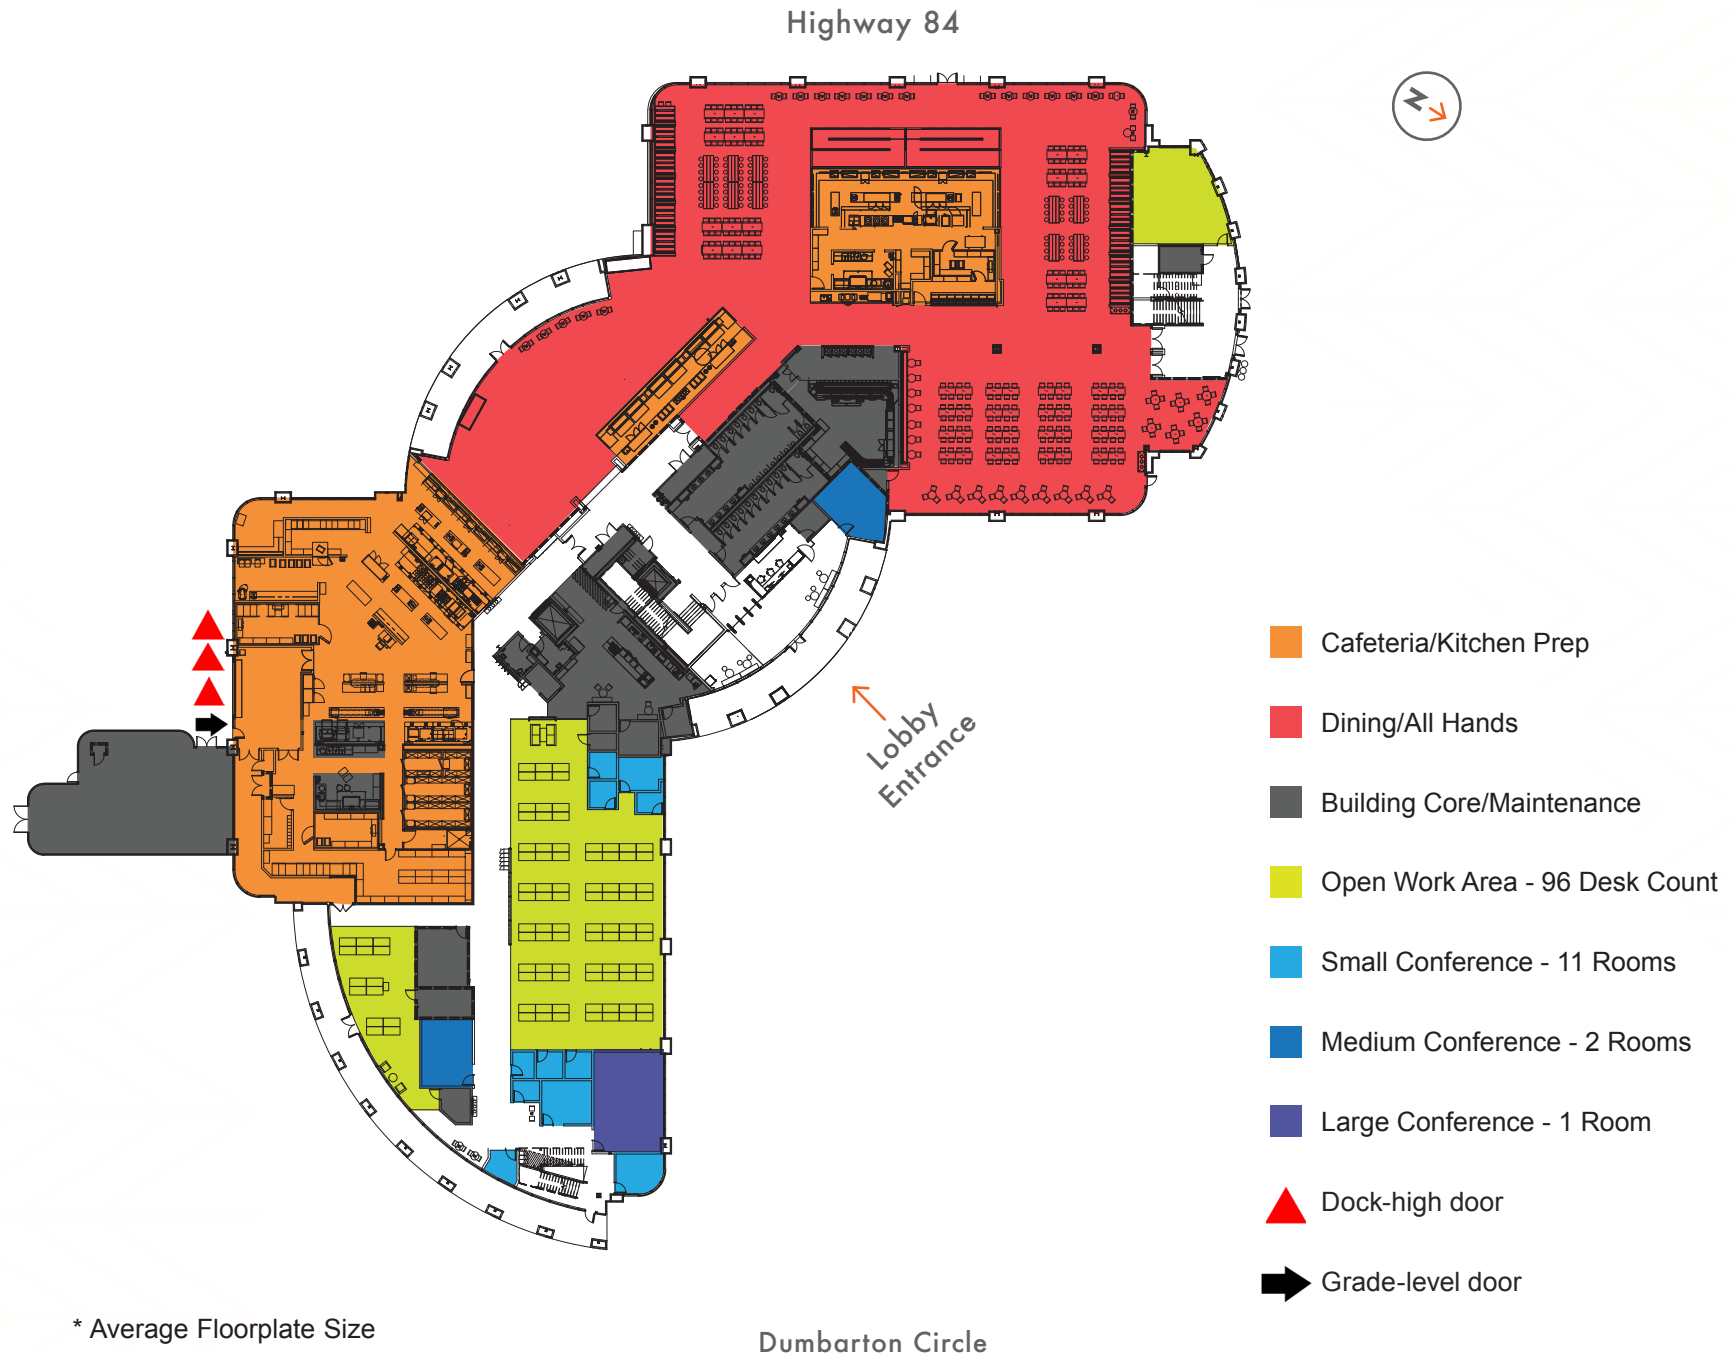 Highway 84
N
Lobby
Entrance
Cafeteria/Kitchen Prep
Dining/All Hands
Building Core/Maintenance
Open Work Area - 96 Desk Count
Small Conference - 11 Rooms
Medium Conference - 2 Rooms
Large Conference - 1 Room
Dock-high door
Grade-level door
* Average Floorplate Size
Dumbarton Circle